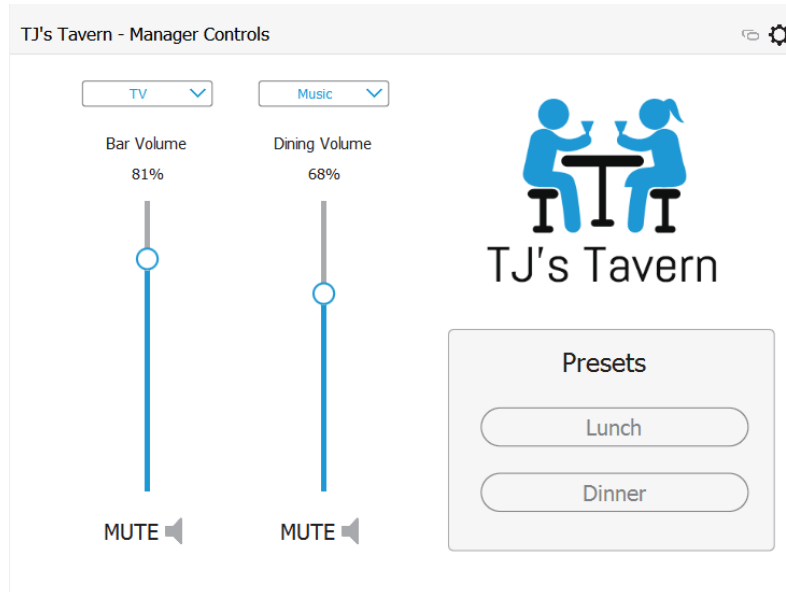 TJ's Tavern - Manager Controls
TV
Music
Bar Volume
Dining Volume
81%
68%
TJ's Tavern
Presets
Lunch
Dinner
MUTE
MUTE